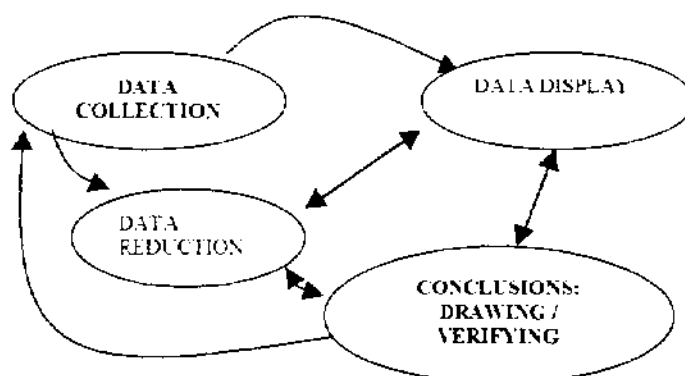 DATA
COLLECTION
DATA DISPLAY
DATA
REDUCTION
CONCLUSIONS:
DRAWING /
VERIFYING